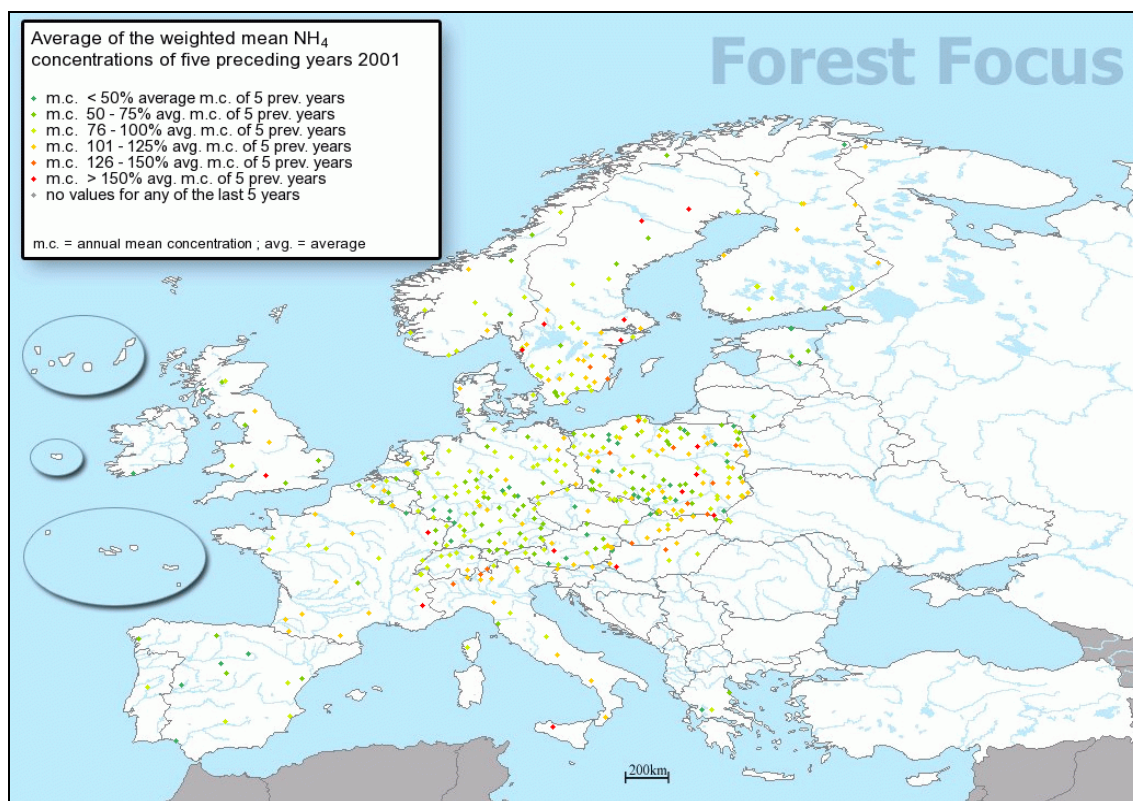 Average of the weighted mean NH₄
concentrations of five preceding years 2001
m.c. < 50% average m.c. of 5 prev. years
m.c. 50 - 75% avg. m.c. of 5 prev. years
m.c. 76 - 100% avg. m.c. of 5 prev. years
m.c. 101 - 125% avg. m.c. of 5 prev. years
m.c. 126 - 150% avg. m.c. of 5 prev. years
m.c. > 150% avg. m.c. of 5 prev. years
no values for any of the last 5 years
m.c. = annual mean concentration ; avg. = average
Forest Focus
200km